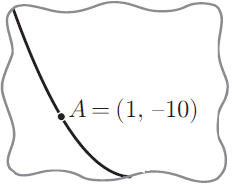 A = (1, –10)